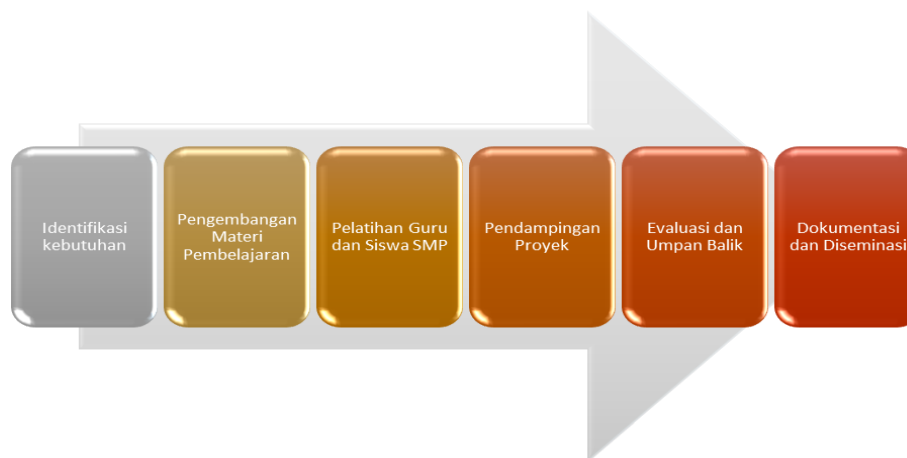 Identifikasi
kebutuhan
Pengembangan
Materi
Pembelajaran
Pelatihan Guru
dan Siswa SMP
Pendampingan
Proyek
Evaluasi dan
Umpan Balik
Dokumentasi
dan Diseminasi